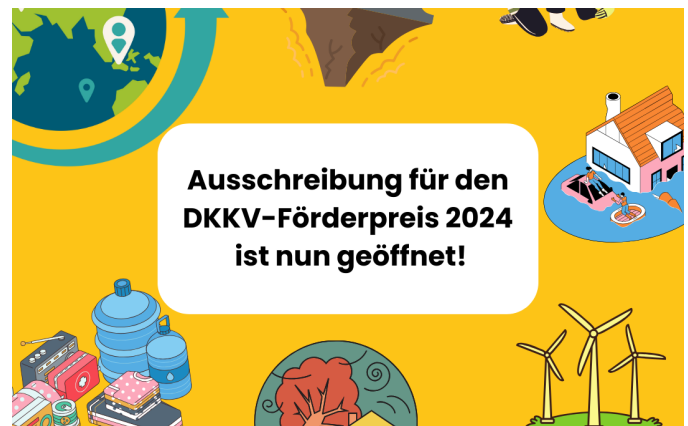 Ausschreibung für den
DKKV-Förderpreis 2024
ist nun geöffnet!